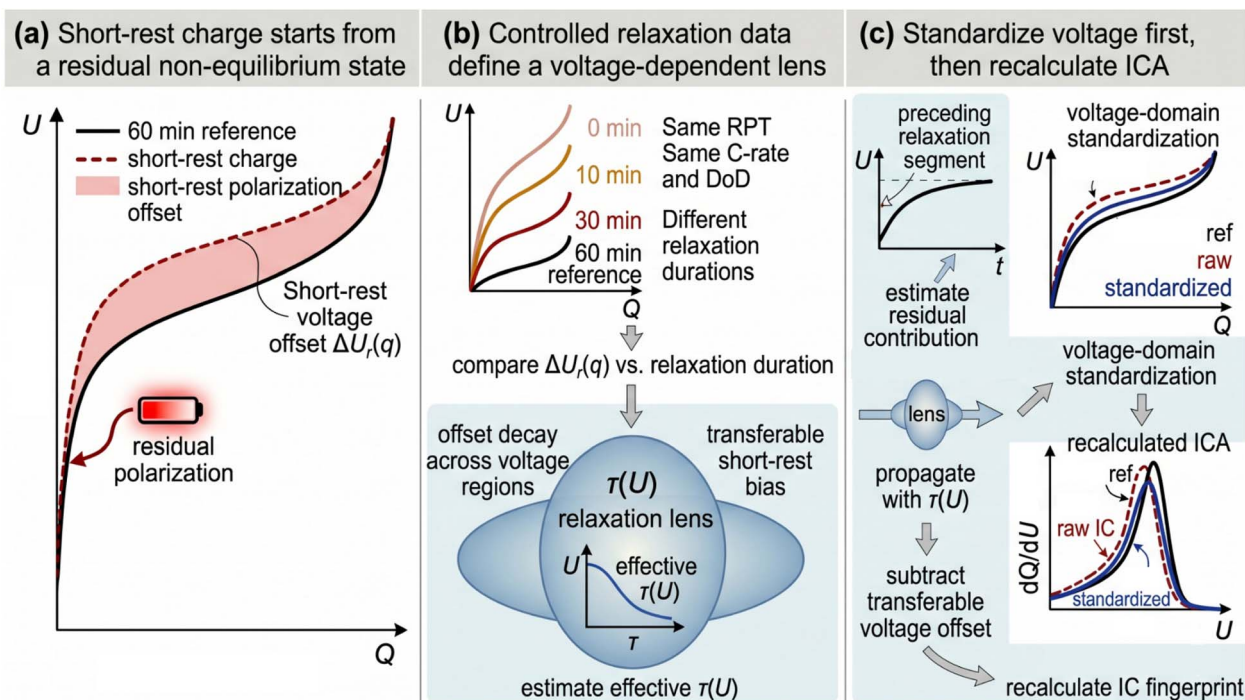 (a) Short-rest charge starts from
a residual non-equilibrium state
U
60 min reference
short-rest charge
short-rest polarization
offset
Short-rest
voltage
offset ΔUr(q)
residual
polarization
Q
(b) Controlled relaxation data
define a voltage-dependent lens
U
0 min
10 min
30 min
60 min
reference
Q
Same RPT
Same C-rate
and DoD
Different
relaxation
durations
compare ΔUr(q) vs. relaxation duration
offset decay
across voltage
regions
transferable
short-rest
bias
τ(U)
relaxation lens
U
effective
τ(U)
τ
estimate effective τ(U)
(c) Standardize voltage first,
then recalculate ICA
preceding
relaxation
segment
U
t
estimate
residual
contribution
voltage-domain
standardization
U
ref
raw
standardized
Q
lens
voltage-domain
standardization
propagate
with τ(U)
subtract
transferable
voltage offset
recalculated ICA
dQ/dU
ref
raw IC
standardized
U
recalculate IC fingerprint